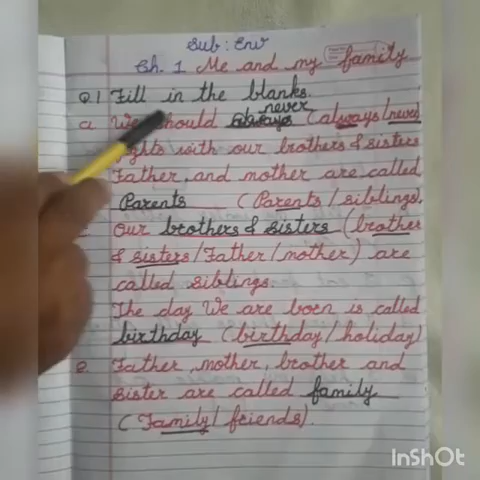 Sub : Env
Ch. 1 Me and my family
Q.1 Fill in the blanks.
never
a We should always (always/never)
fights with our brothers & sisters
Father, and mother are called
Parents (Parents/siblings).
Our brothers & sisters (brother
& sisters/Father/mother) are
called siblings.
The day We are born is called
birthday (birthday/holiday)
e. Father, mother, brother and
sister are called family
(Family/friends).
InShOt